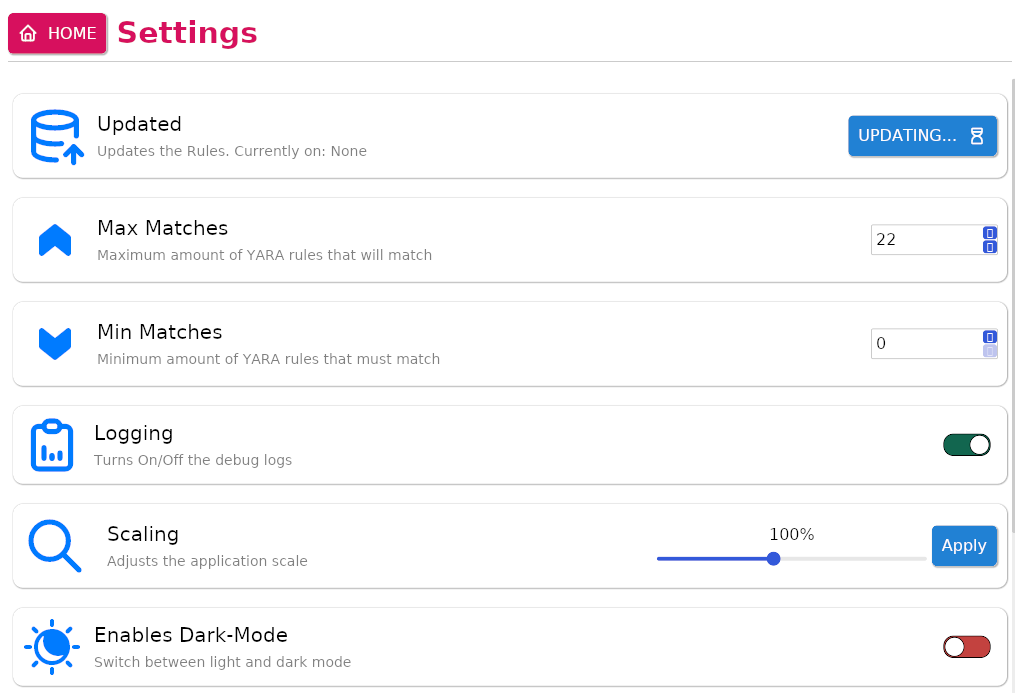 HOME Settings
Updated
Updates the Rules. Currently on: None
UPDATING...
Max Matches
Maximum amount of YARA rules that will match
22
Min Matches
Minimum amount of YARA rules that must match
0
Logging
Turns On/Off the debug logs
Scaling
Adjusts the application scale
100%
Apply
Enables Dark-Mode
Switch between light and dark mode